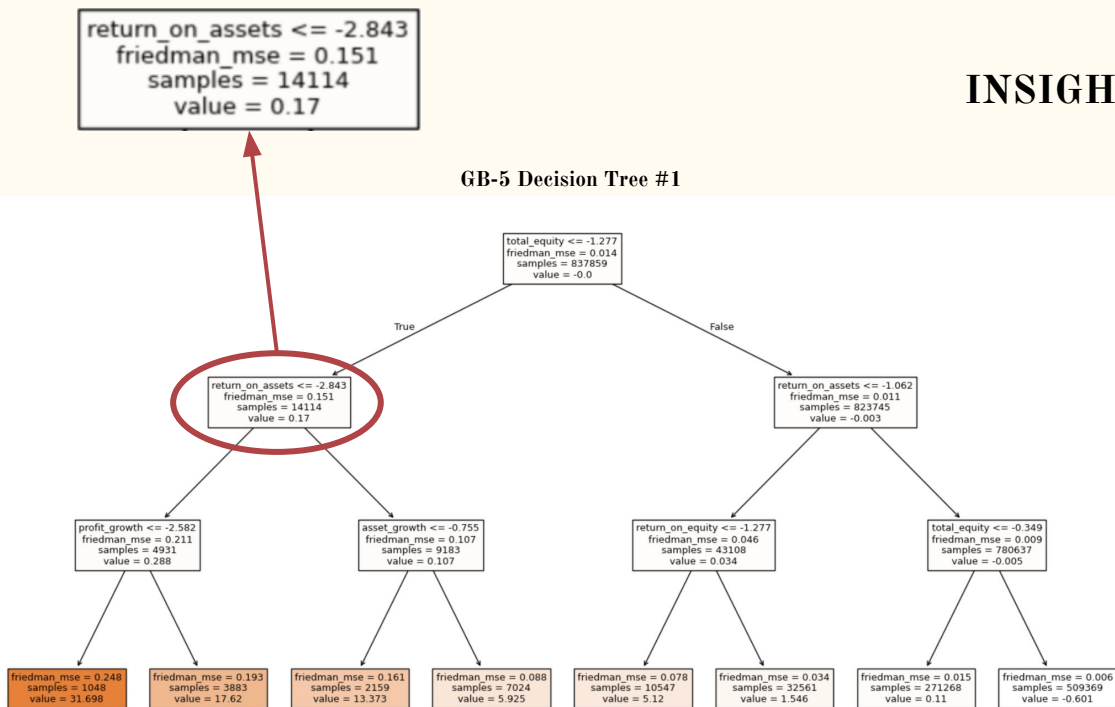 return_on_assets <= -2.843
friedman_mse = 0.151
samples = 14114
value = 0.17
INSIGH
GB-5 Decision Tree #1
total_equity <= -1.277
friedman_mse = 0.014
samples = 837859
value = -0.0
True
False
return_on_assets <= -2.843
friedman_mse = 0.151
samples = 14114
value = 0.17
return_on_assets <= -1.062
friedman_mse = 0.011
samples = 823745
value = -0.003
profit_growth <= -2.582
friedman_mse = 0.211
samples = 4931
value = 0.288
asset_growth <= -0.755
friedman_mse = 0.107
samples = 9183
value = 0.107
return_on_equity <= -1.277
friedman_mse = 0.046
samples = 43108
value = 0.034
total_equity <= -0.349
friedman_mse = 0.009
samples = 780637
value = -0.005
friedman_mse = 0.248
samples = 1048
value = 31.698
friedman_mse = 0.193
samples = 3883
value = 17.62
friedman_mse = 0.161
samples = 2159
value = 13.373
friedman_mse = 0.088
samples = 7024
value = 5.925
friedman_mse = 0.078
samples = 10547
value = 5.12
friedman_mse = 0.034
samples = 32561
value = 1.546
friedman_mse = 0.015
samples = 271268
value = 0.11
friedman_mse = 0.006
samples = 509369
value = -0.601